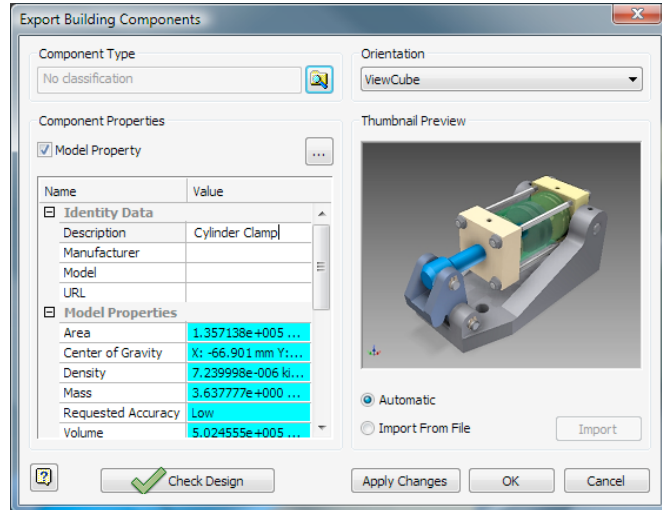 Export Building Components
Component Type
No classification
Orientation
ViewCube
Component Properties
Model Property
...
Name Value
Identity Data
Description Cylinder Clamp
Manufacturer
Model
URL
Model Properties
Area 1.357138e+005 ...
Center of Gravity X: -66.901 mm Y:...
Density 7.239998e-006 ki...
Mass 3.637777e+000 ...
Requested Accuracy Low
Volume 5.024555e+005 ...
Thumbnail Preview
Automatic
Import From File Import
Check Design Apply Changes OK Cancel